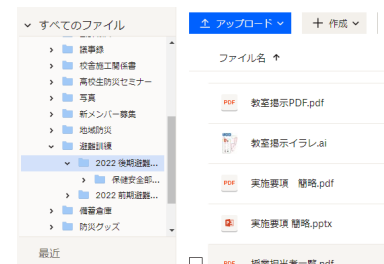 すべてのファイル
議事録
校舎施工関係書
高校生防災セミナー
写真
新メンバー募集
地域防災
避難訓練
2022 後期避難...
保健安全部...
2022 前期避難...
備蓄倉庫
防災グッズ
最近
アップロード
作成
ファイル名
PDF 教室掲示PDF.pdf
教室掲示イラレ.ai
PDF 実施要項 簡略.pdf
実施要項 簡略.pptx